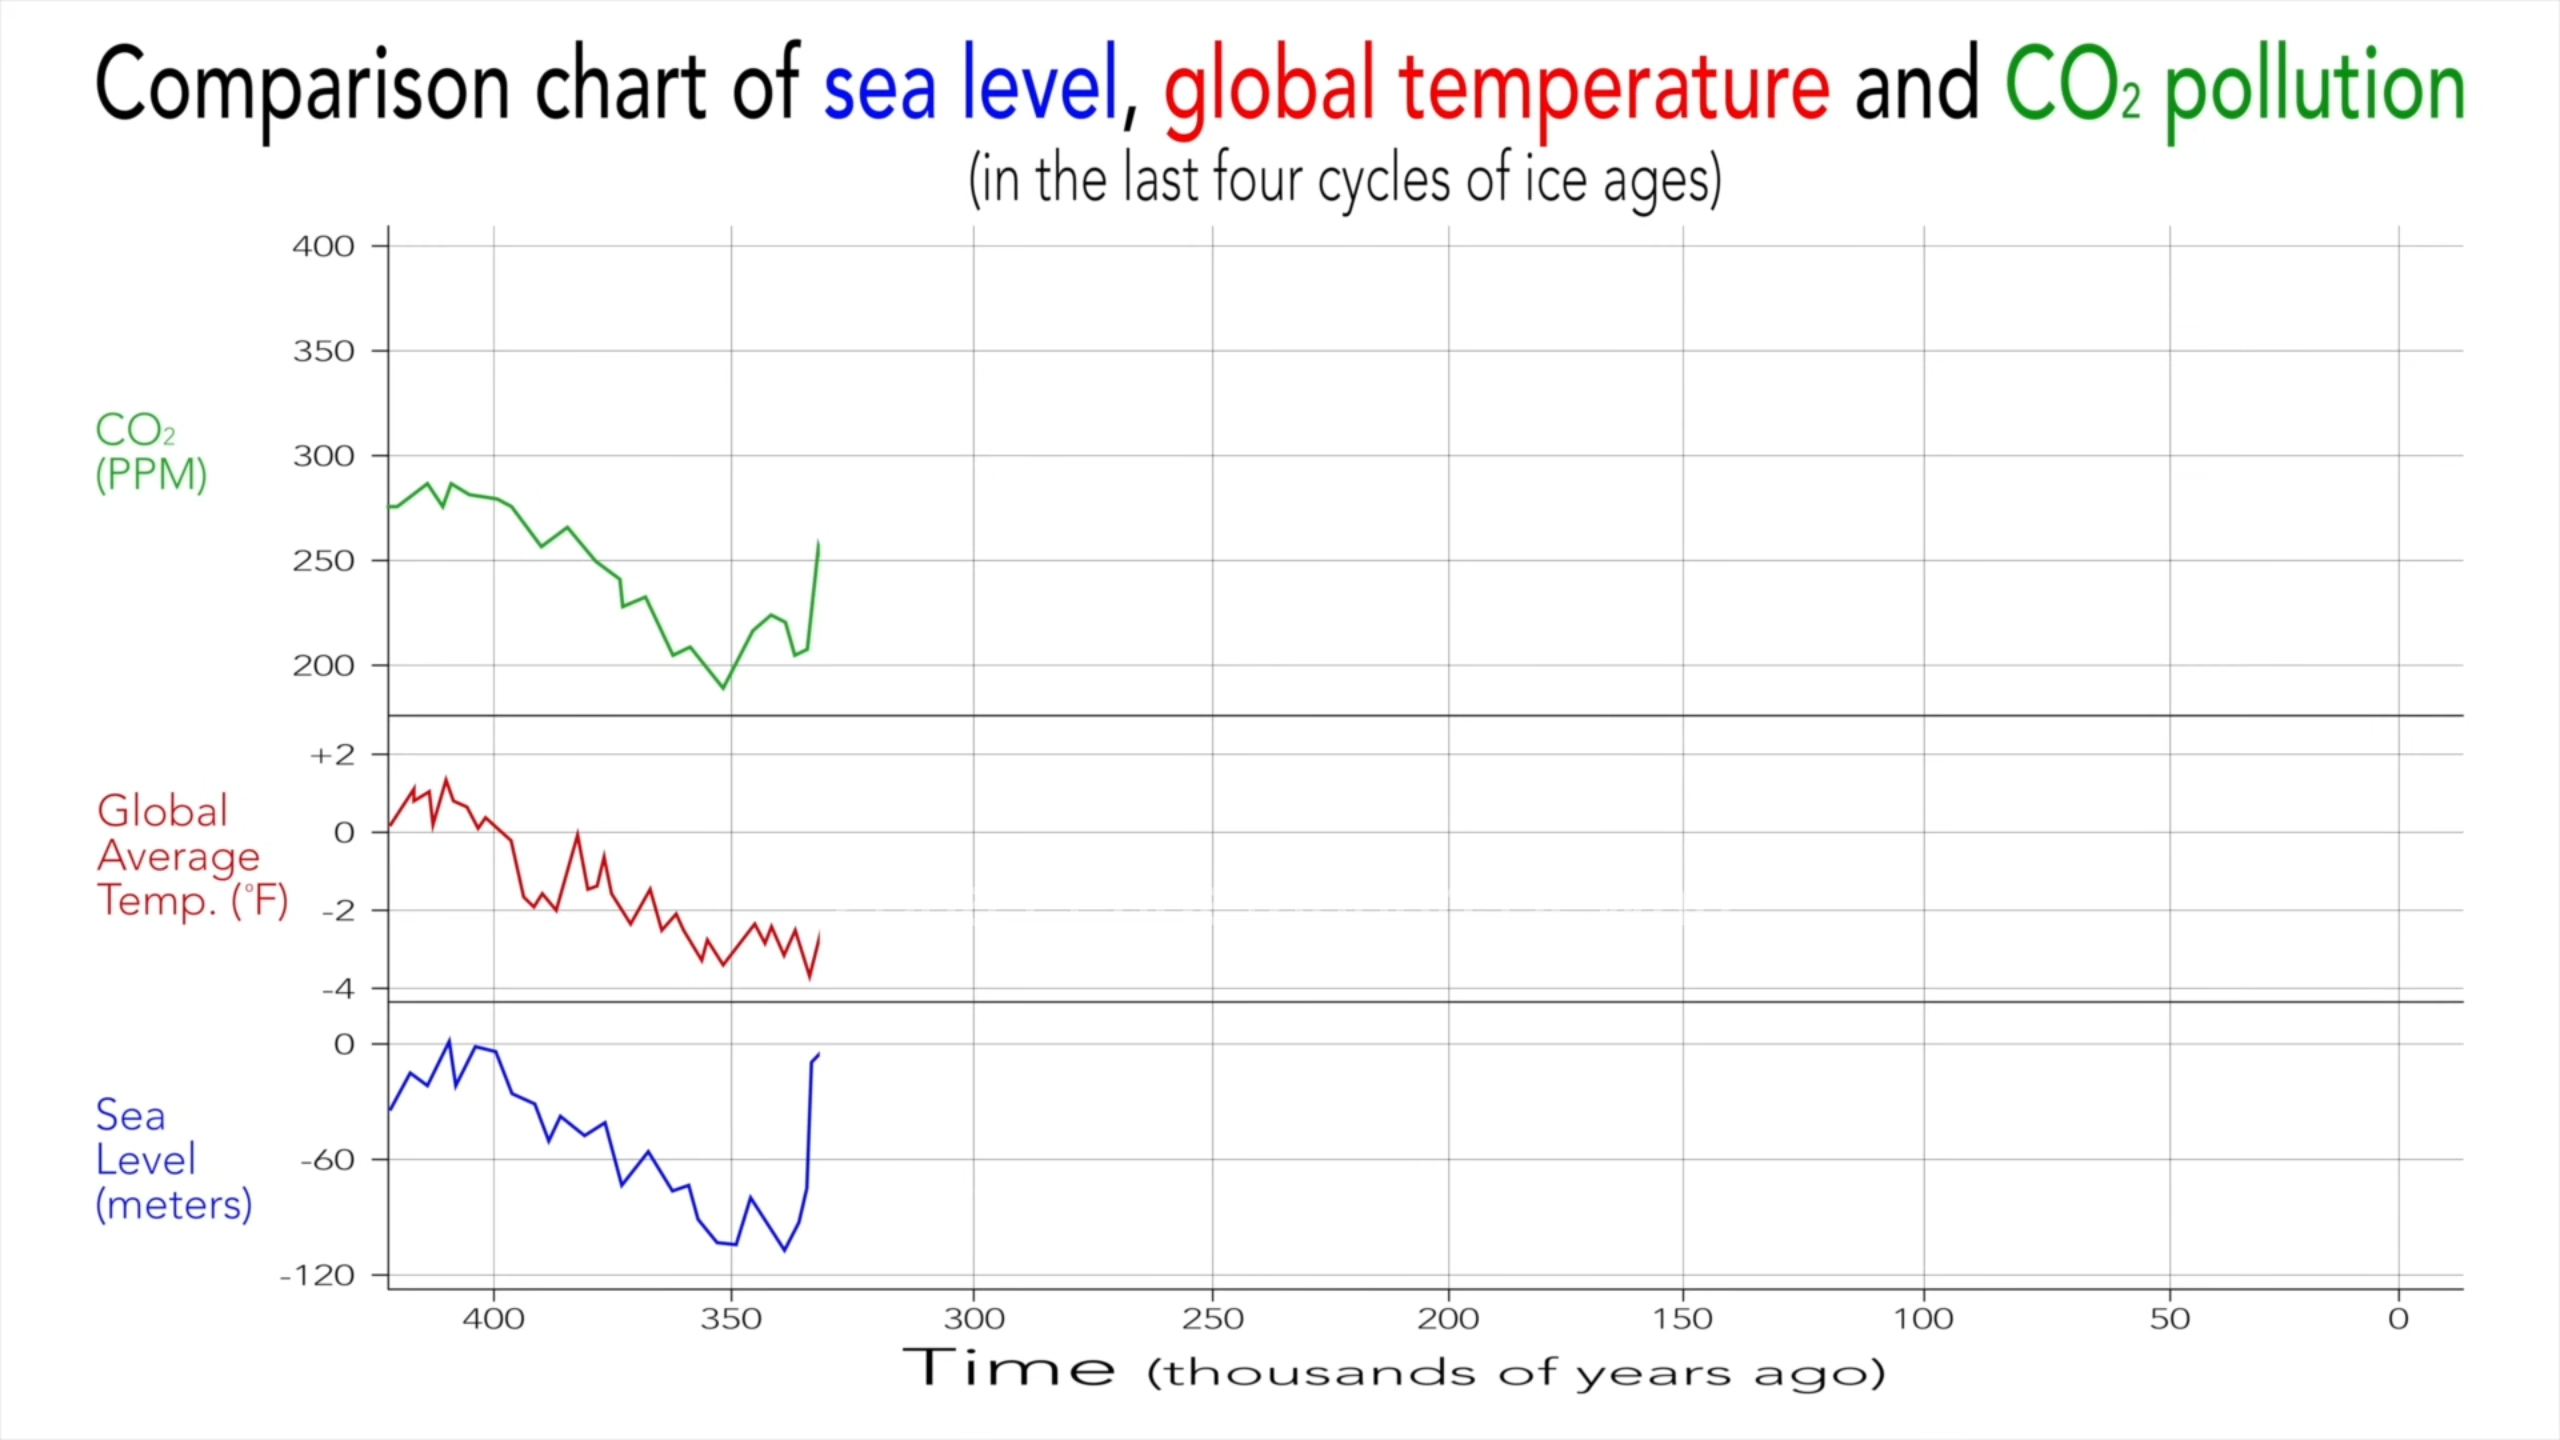 Comparison chart of sea level, global temperature and CO₂ pollution
(in the last four cycles of ice ages)
CO₂
(PPM)
400
350
300
250
200
Global
Average
Temp. (°F)
+2
0
-2
-4
Sea
Level
(meters)
0
-60
-120
400 350 300 250 200 150 100 50 0
Time (thousands of years ago)